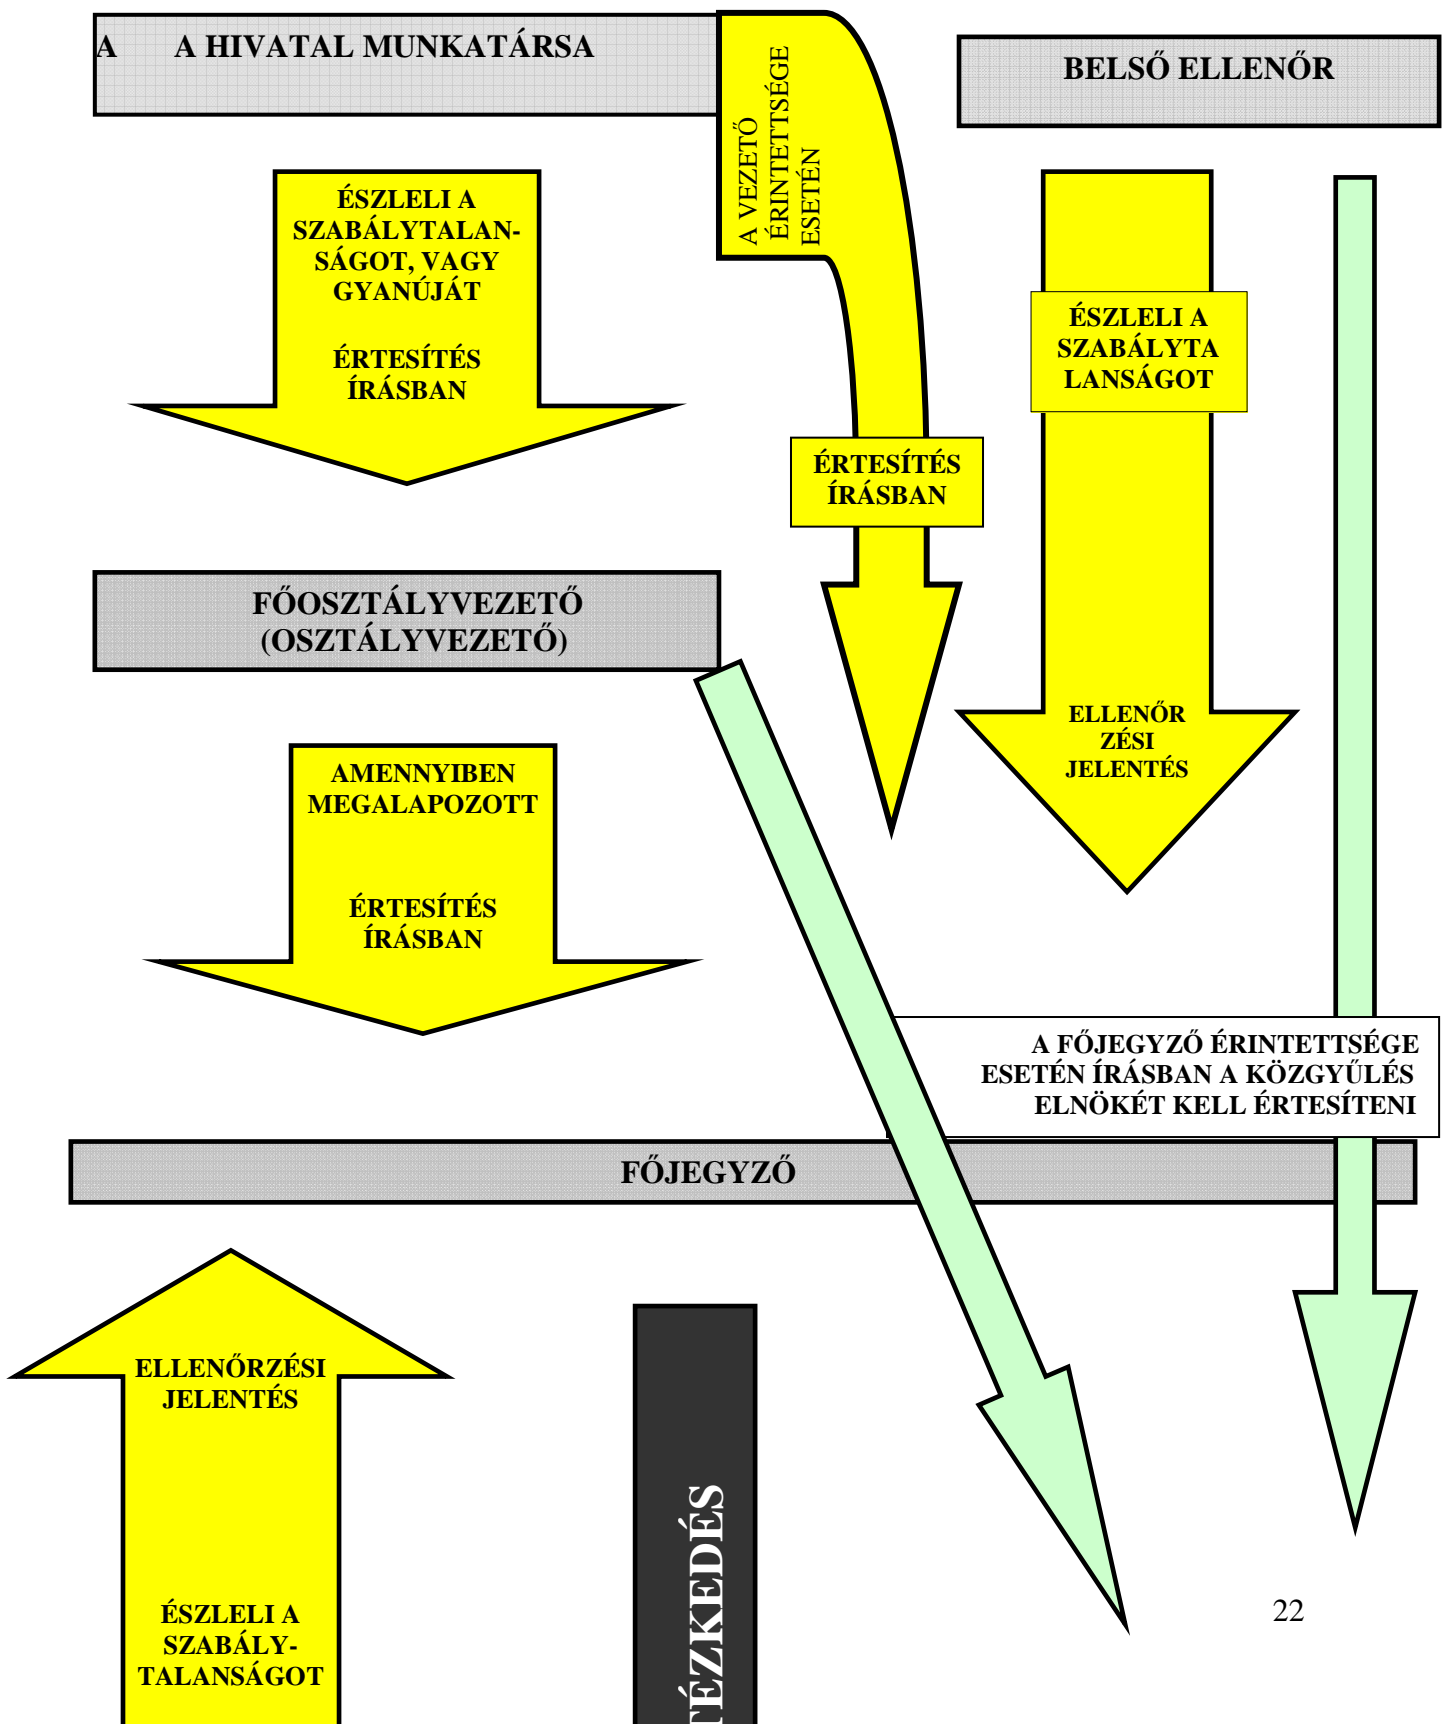 A A HIVATAL MUNKATÁRSA
A VEZETŐ
ÉRINTETTSÉGE
ESETÉN
BELSŐ ELLENŐR
ÉSZLELI A
SZABÁLYTALAN-
SÁGOT, VAGY
GYANÚJÁT
ÉRTESÍTÉS
ÍRÁSBAN
ÉSZLELI A
SZABÁLYTA
LANSÁGOT
ÉRTESÍTÉS
ÍRÁSBAN
FŐOSZTÁLYVEZETŐ
(OSZTÁLYVEZETŐ)
ELLENŐR
ZÉSI
JELENTÉS
AMENNYIBEN
MEGALAPOZOTT
ÉRTESÍTÉS
ÍRÁSBAN
A FŐJEGYZŐ ÉRINTETTSÉGE
ESETÉN ÍRÁSBAN A KÖZGYŰLÉS
ELNÖKÉT KELL ÉRTESÍTENI
FŐJEGYZŐ
ELLENŐRZÉSI
JELENTÉS
ÉSZLELI A
SZABÁLY-
TALANSÁGOT
TÉZKEDÉS
22